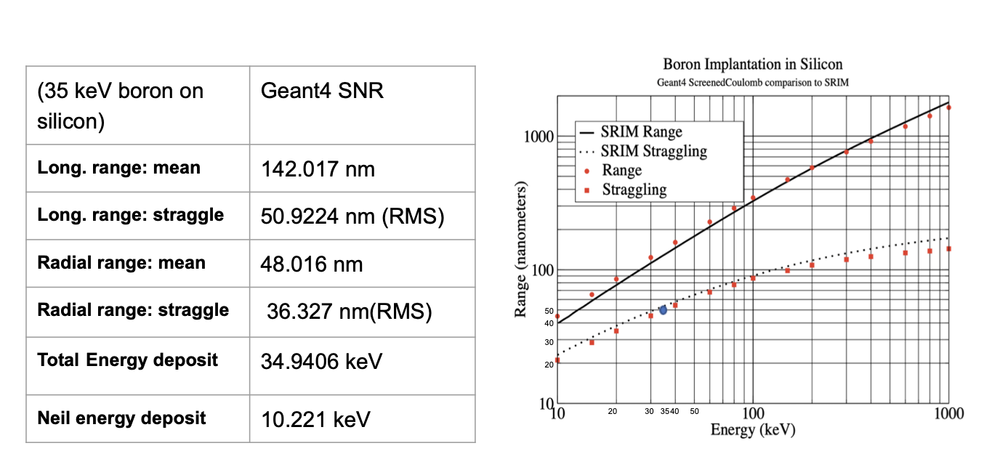 (35 keV boron on
silicon)
Geant4 SNR
Long. range: mean
142.017 nm
Long. range: straggle
50.9224 nm (RMS)
Radial range: mean
48.016 nm
Radial range: straggle
36.327 nm(RMS)
Total Energy deposit
34.9406 keV
Neil energy deposit
10.221 keV
Boron Implantation in Silicon
Geant4 ScreenedCoulomb comparison to SRIM
SRIM Range
SRIM Straggling
Range
Straggling
Range (nanometers)
1000
100
50
40
30
20
10
10
20
30
35
40
50
100
1000
Energy (keV)